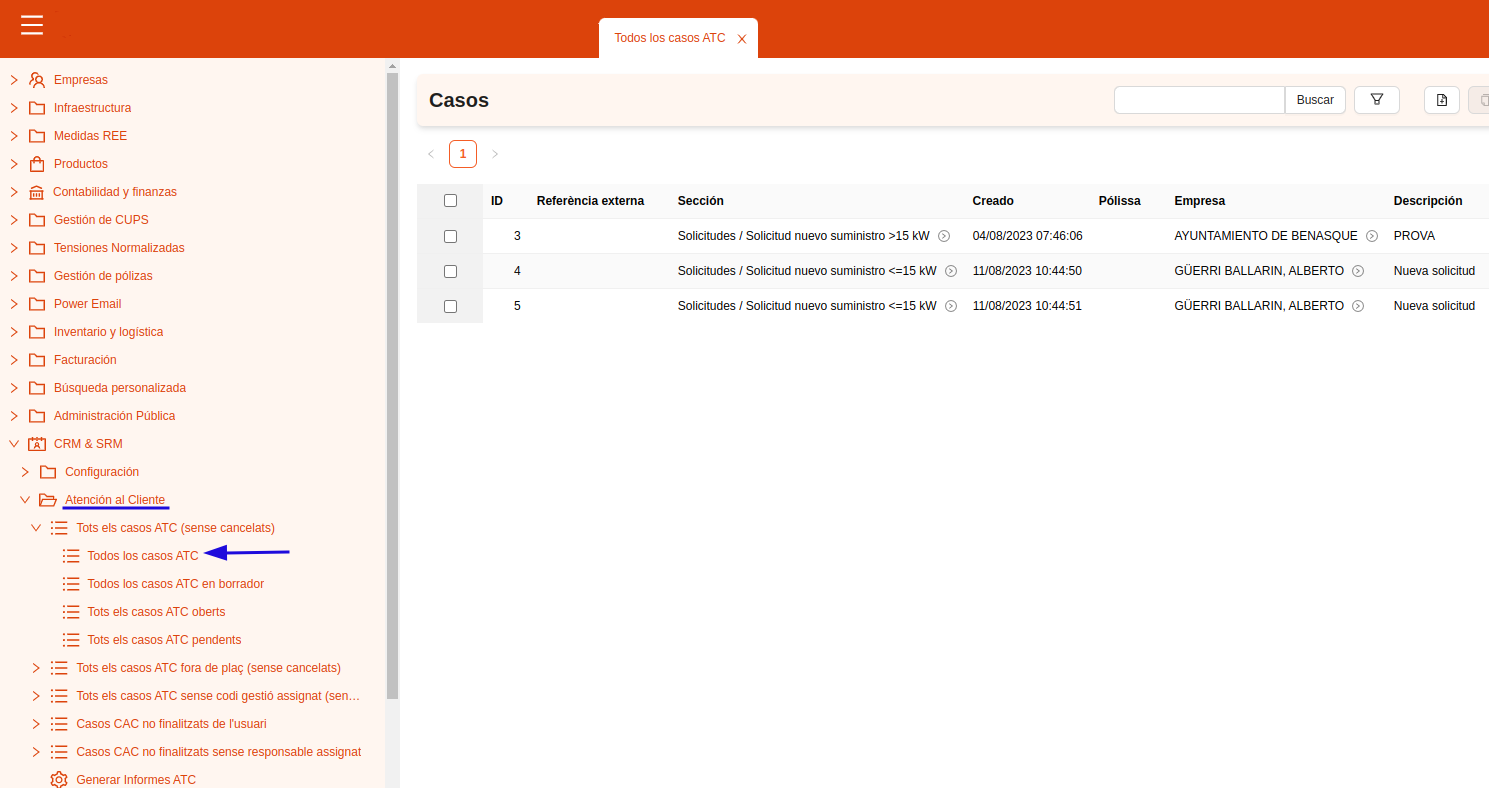 Todos los casos ATC
Empresas
Infraestructura
Medidas REE
Productos
Contabilidad y finanzas
Gestión de CUPS
Tensiones Normalizadas
Gestión de pólizas
Power Email
Inventario y logística
Facturación
Búsqueda personalizada
Administración Pública
CRM & SRM
Configuración
Atención al Cliente
Tots els casos ATC (sense cancelats)
Todos los casos ATC
Todos los casos ATC en borrador
Tots els casos ATC oberts
Tots els casos ATC pendents
Tots els casos ATC fora de plaç (sense cancelats)
Tots els casos ATC sense codi gestió assignat (sen…
Casos CAC no finalitzats de l'usuari
Casos CAC no finalitzats sense responsable assignat
Generar Informes ATC
Casos Buscar
1
ID Referència externa Sección Creado Pólissa Empresa Descripción
3 Solicitudes / Solicitud nuevo suministro >15 kW 04/08/2023 07:46:06 AYUNTAMIENTO DE BENASQUE PROVA
4 Solicitudes / Solicitud nuevo suministro <=15 kW 11/08/2023 10:44:50 GÜERRI BALLARIN, ALBERTO Nueva solicitud
5 Solicitudes / Solicitud nuevo suministro <=15 kW 11/08/2023 10:44:51 GÜERRI BALLARIN, ALBERTO Nueva solicitud